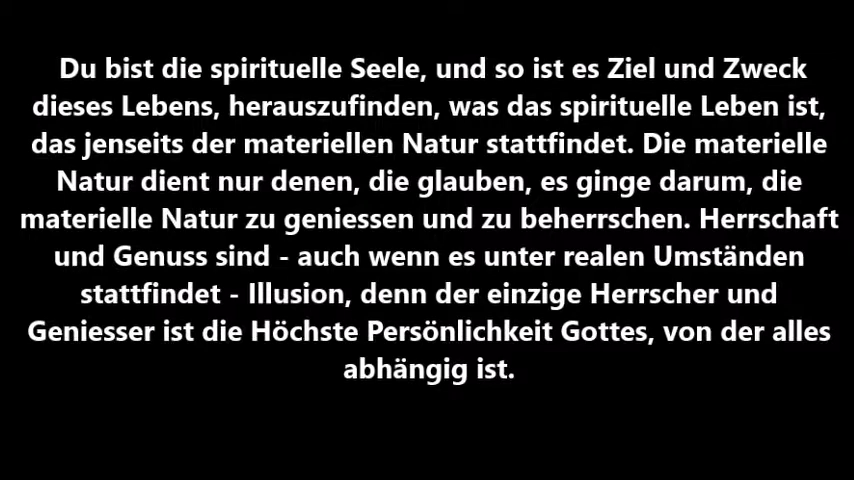 Du bist die spirituelle Seele, und so ist es Ziel und Zweck
dieses Lebens, herauszufinden, was das spirituelle Leben ist,
das jenseits der materiellen Natur stattfindet. Die materielle
Natur dient nur denen, die glauben, es ginge darum, die
materielle Natur zu geniessen und zu beherrschen. Herrschaft
und Genuss sind - auch wenn es unter realen Umständen
stattfindet - Illusion, denn der einzige Herrscher und
Geniesser ist die Höchste Persönlichkeit Gottes, von der alles
abhängig ist.